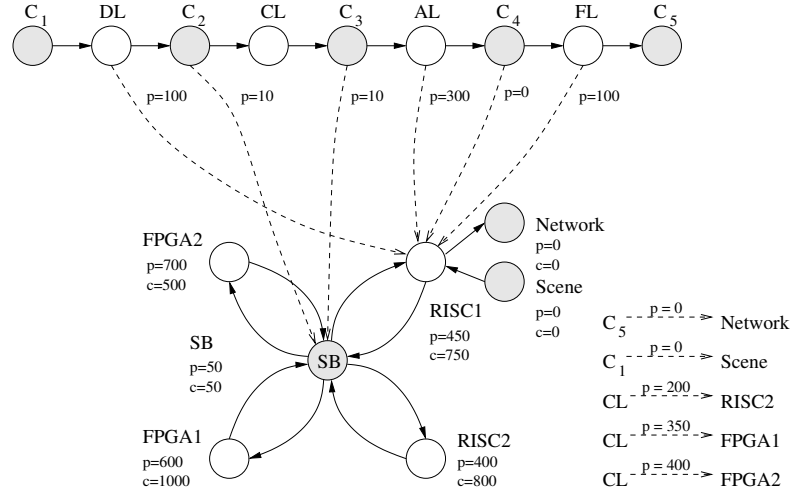 C1 DL C2 CL C3 AL C4 FL C5
p=100 p=10 p=10 p=300 p=0 p=100
Network
p=0
c=0
Scene
p=0
c=0
FPGA2
p=700
c=500
RISC1
p=450
c=750
SB
p=50
c=50
SB
FPGA1
p=600
c=1000
RISC2
p=400
c=800
C5 p = 0 Network
C1 p = 0 Scene
CL p = 200 RISC2
CL p = 350 FPGA1
CL p = 400 FPGA2